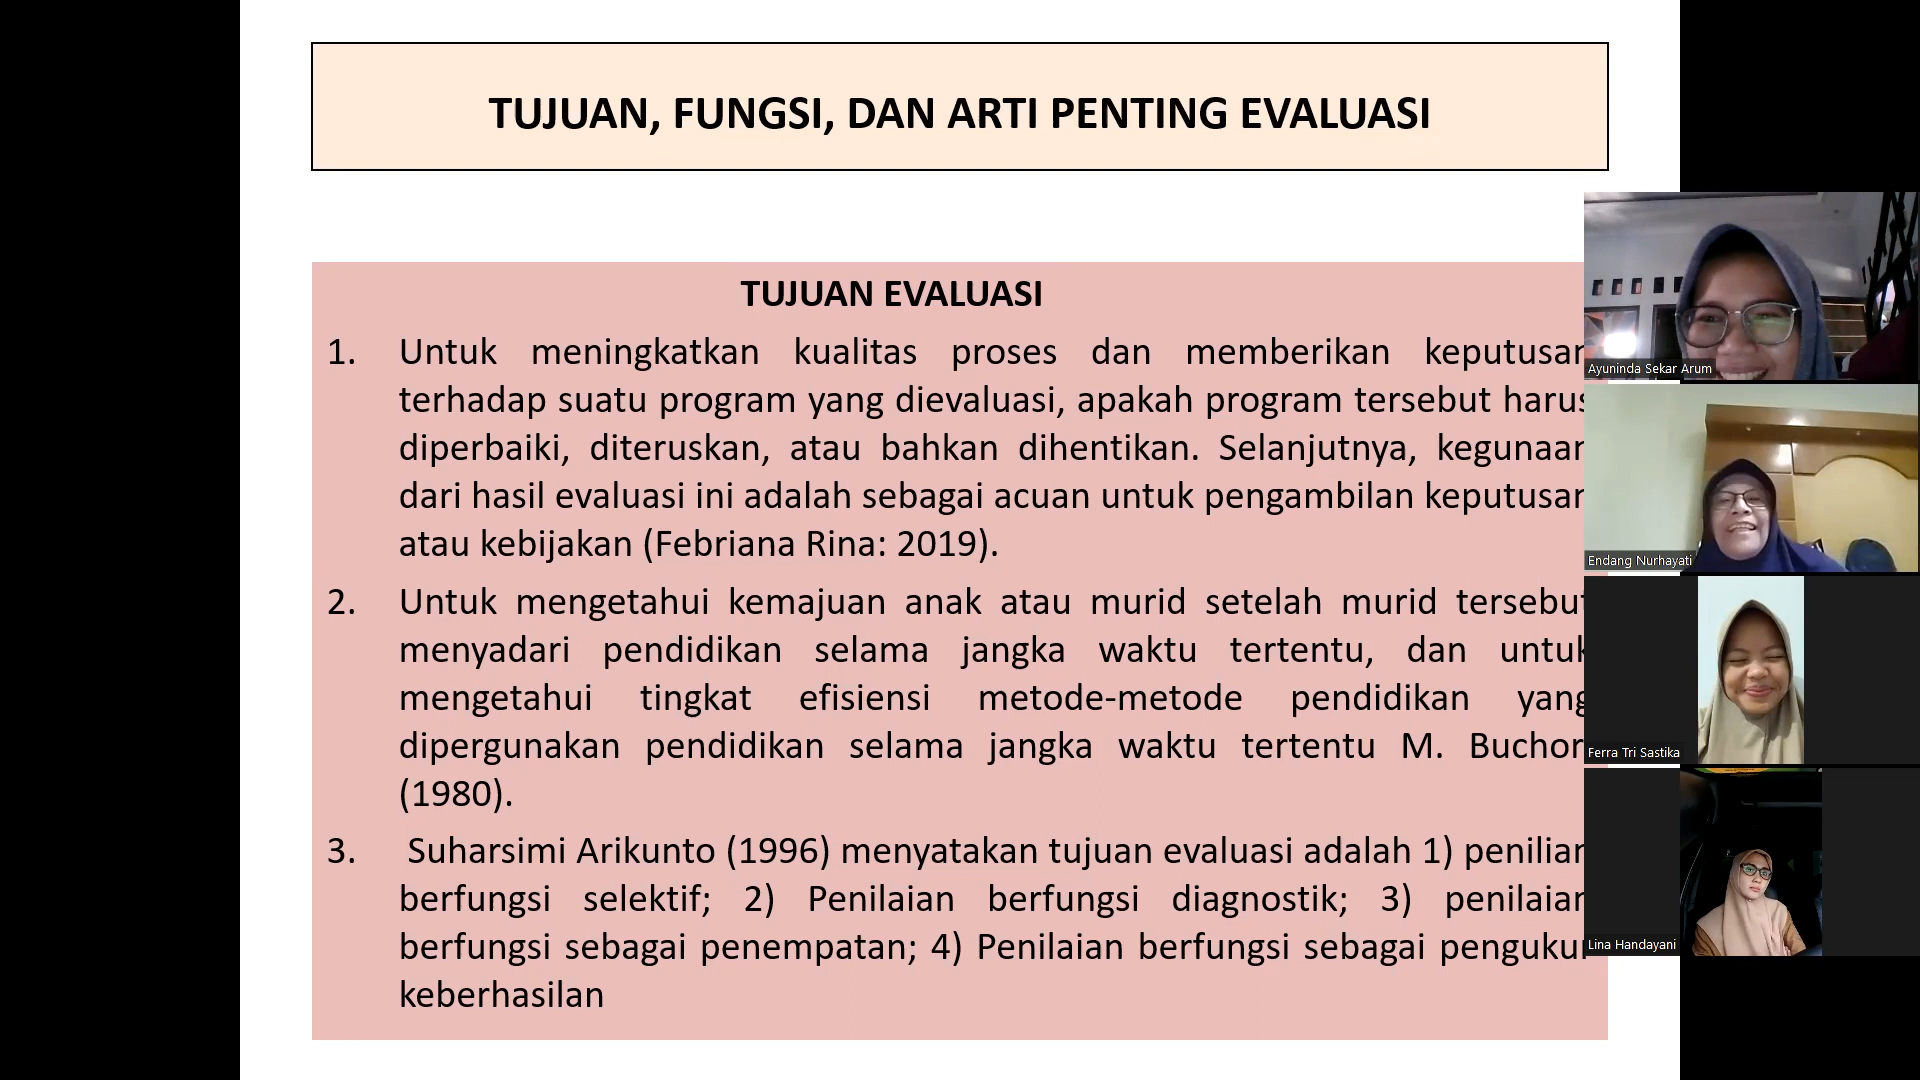 TUJUAN, FUNGSI, DAN ARTI PENTING EVALUASI
TUJUAN EVALUASI
1. Untuk meningkatkan kualitas proses dan memberikan keputusan
terhadap suatu program yang dievaluasi, apakah program tersebut harus
diperbaiki, diteruskan, atau bahkan dihentikan. Selanjutnya, kegunaan
dari hasil evaluasi ini adalah sebagai acuan untuk pengambilan keputusan
atau kebijakan (Febriana Rina: 2019).
2. Untuk mengetahui kemajuan anak atau murid setelah murid tersebut
menyadari pendidikan selama jangka waktu tertentu, dan untuk
mengetahui tingkat efisiensi metode-metode pendidikan yang
dipergunakan pendidikan selama jangka waktu tertentu M. Buchor
(1980).
3. Suharsimi Arikunto (1996) menyatakan tujuan evaluasi adalah 1) penilian
berfungsi selektif; 2) Penilaian berfungsi diagnostik; 3) penilaian
berfungsi sebagai penempatan; 4) Penilaian berfungsi sebagai pengukur
keberhasilan
Ayuninda Sekar Arum
Endang Nurhayati
Ferra Tri Sastika
Lina Handayani